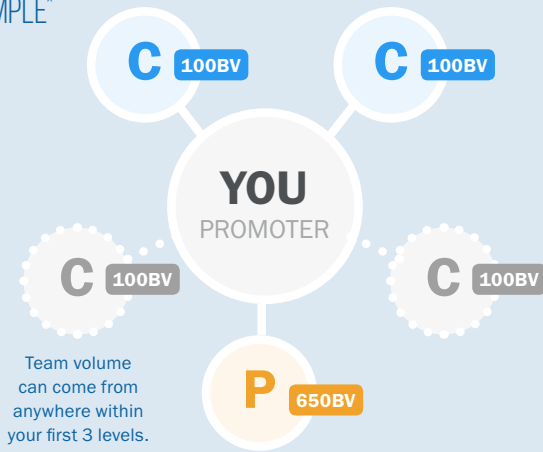 C 100BV
C 100BV
YOU
PROMOTER
C 100BV
C 100BV
P 650BV
Team volume
can come from
anywhere within
your first 3 levels.